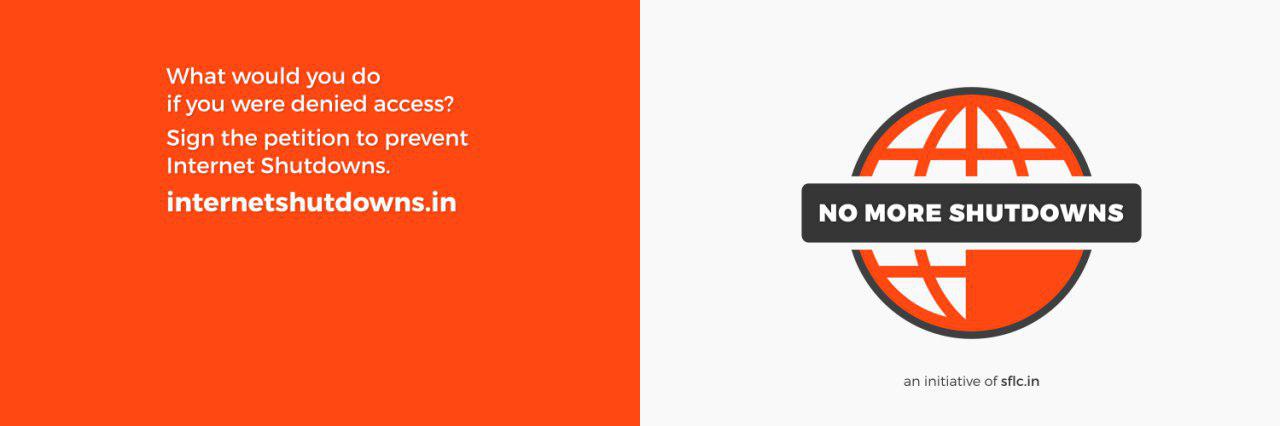 What would you do
if you were denied access?
Sign the petition to prevent
Internet Shutdowns.
internetshutdowns.in
NO MORE SHUTDOWNS
an initiative of sflc.in